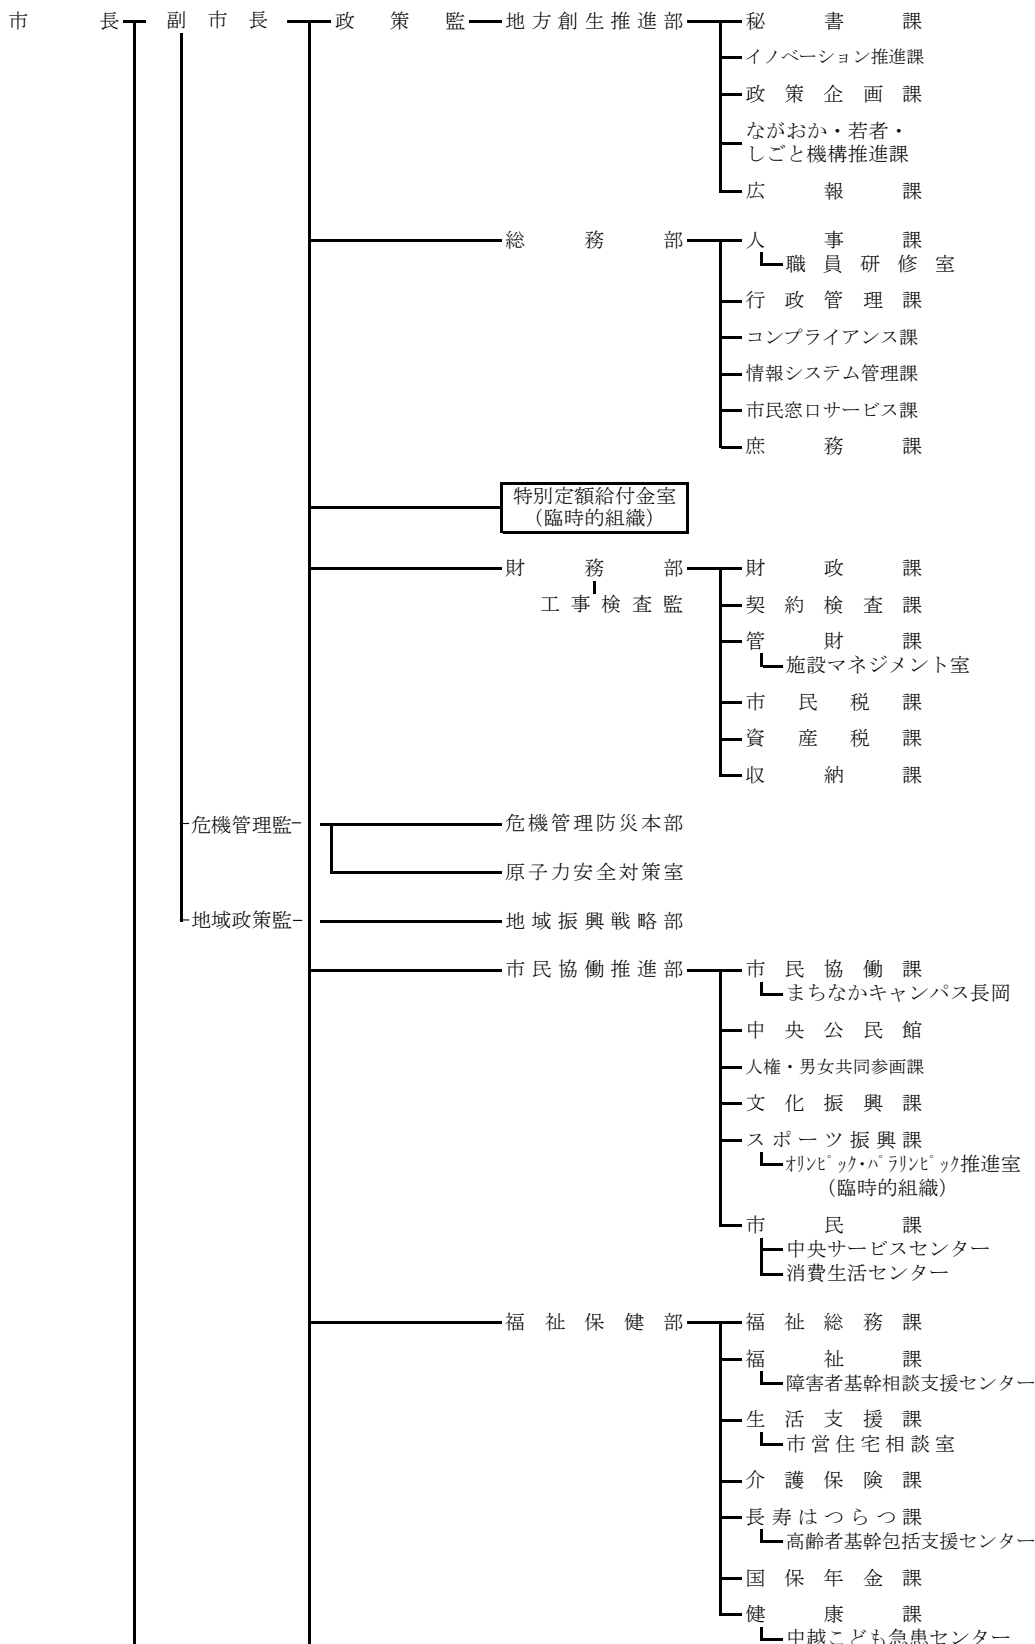 市長 副市長 政策監 地方創生推進部 秘書課
イノベーション推進課
政策企画課
ながおか・若者・
しごと機構推進課
広報課
総務部 人事課
職員研修室
行政管理課
コンプライアンス課
情報システム管理課
市民窓口サービス課
庶務課
特別定額給付金室
（臨時的組織）
財務部 財政課
工事検査監 契約検査課
管財課
施設マネジメント室
市民税課
資産税課
収納課
危機管理監 危機管理防災本部
原子力安全対策室
地域政策監 地域振興戦略部
市民協働推進部 市民協働課
まちなかキャンパス長岡
中央公民館
人権・男女共同参画課
文化振興課
スポーツ振興課
ｵﾘﾝﾋﾟｯｸ･ﾊﾟﾗﾘﾝﾋﾟｯｸ推進室
（臨時的組織）
市民課
中央サービスセンター
消費生活センター
福祉保健部 福祉総務課
福祉課
障害者基幹相談支援センター
生活支援課
市営住宅相談室
介護保険課
長寿はつらつ課
高齢者基幹包括支援センター
国保年金課
健康課
中越こども急患センター